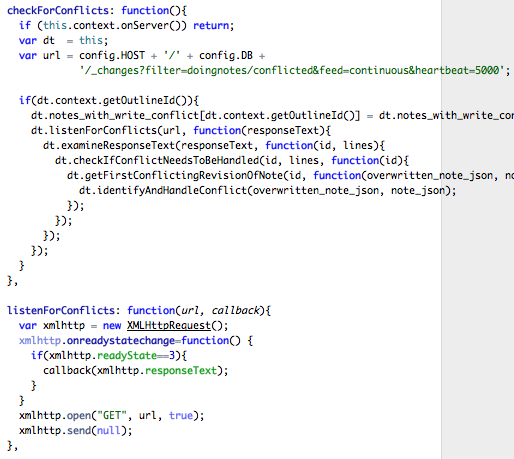 checkForConflicts: function(){
  if (this.context.onServer()) return;
  var dt  = this;
  var url = config.HOST + '/' + config.DB +
            '/_changes?filter=doingnotes/conflicted&feed=continuous&heartbeat=5000';

  if(dt.context.getOutlineId()){
    dt.notes_with_write_conflict[dt.context.getOutlineId()] = dt.notes_with_write_con
    dt.listenForConflicts(url, function(responseText){
      dt.examineResponseText(responseText, function(id, lines){
        dt.checkIfConflictNeedsToBeHandled(id, lines, function(id){
          dt.getFirstConflictingRevisionOfNote(id, function(overwritten_note_json, no
            dt.identifyAndHandleConflict(overwritten_note_json, note_json);
          });
        });
      });
    });
  }
},

listenForConflicts: function(url, callback){
  var xmlhttp = new XMLHttpRequest();
  xmlhttp.onreadystatechange=function() {
    if(xmlhttp.readyState==3){
      callback(xmlhttp.responseText);
    }
  }
  xmlhttp.open("GET", url, true);
  xmlhttp.send(null);
},